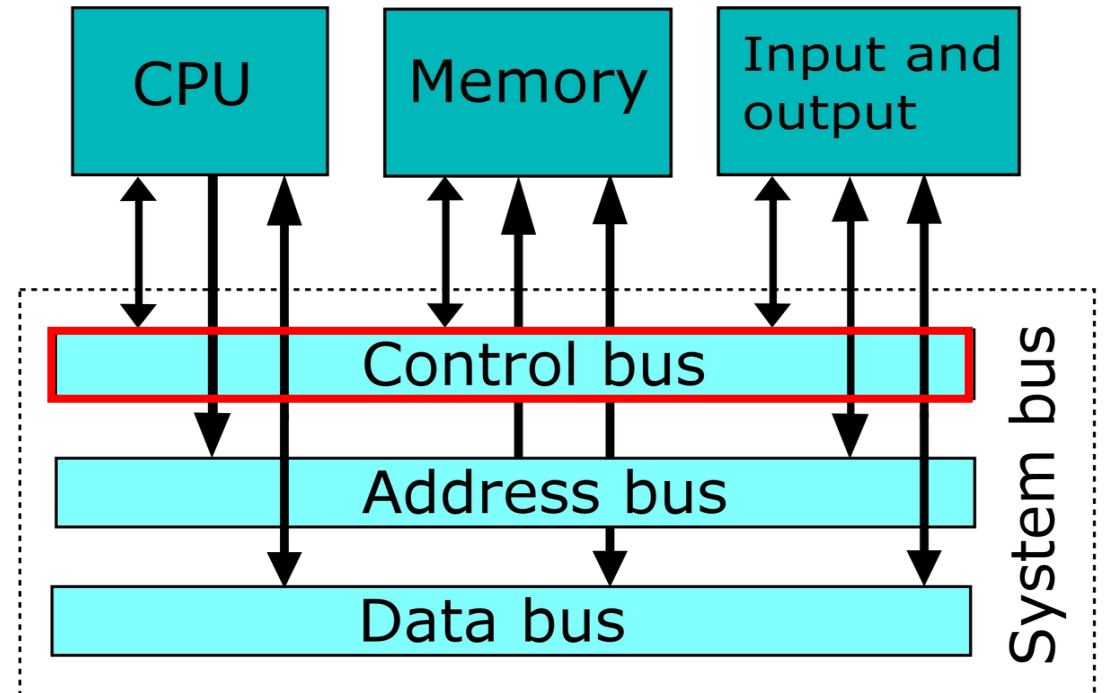 CPU
Memory
Input and
output
Control bus
Address bus
Data bus
System bus